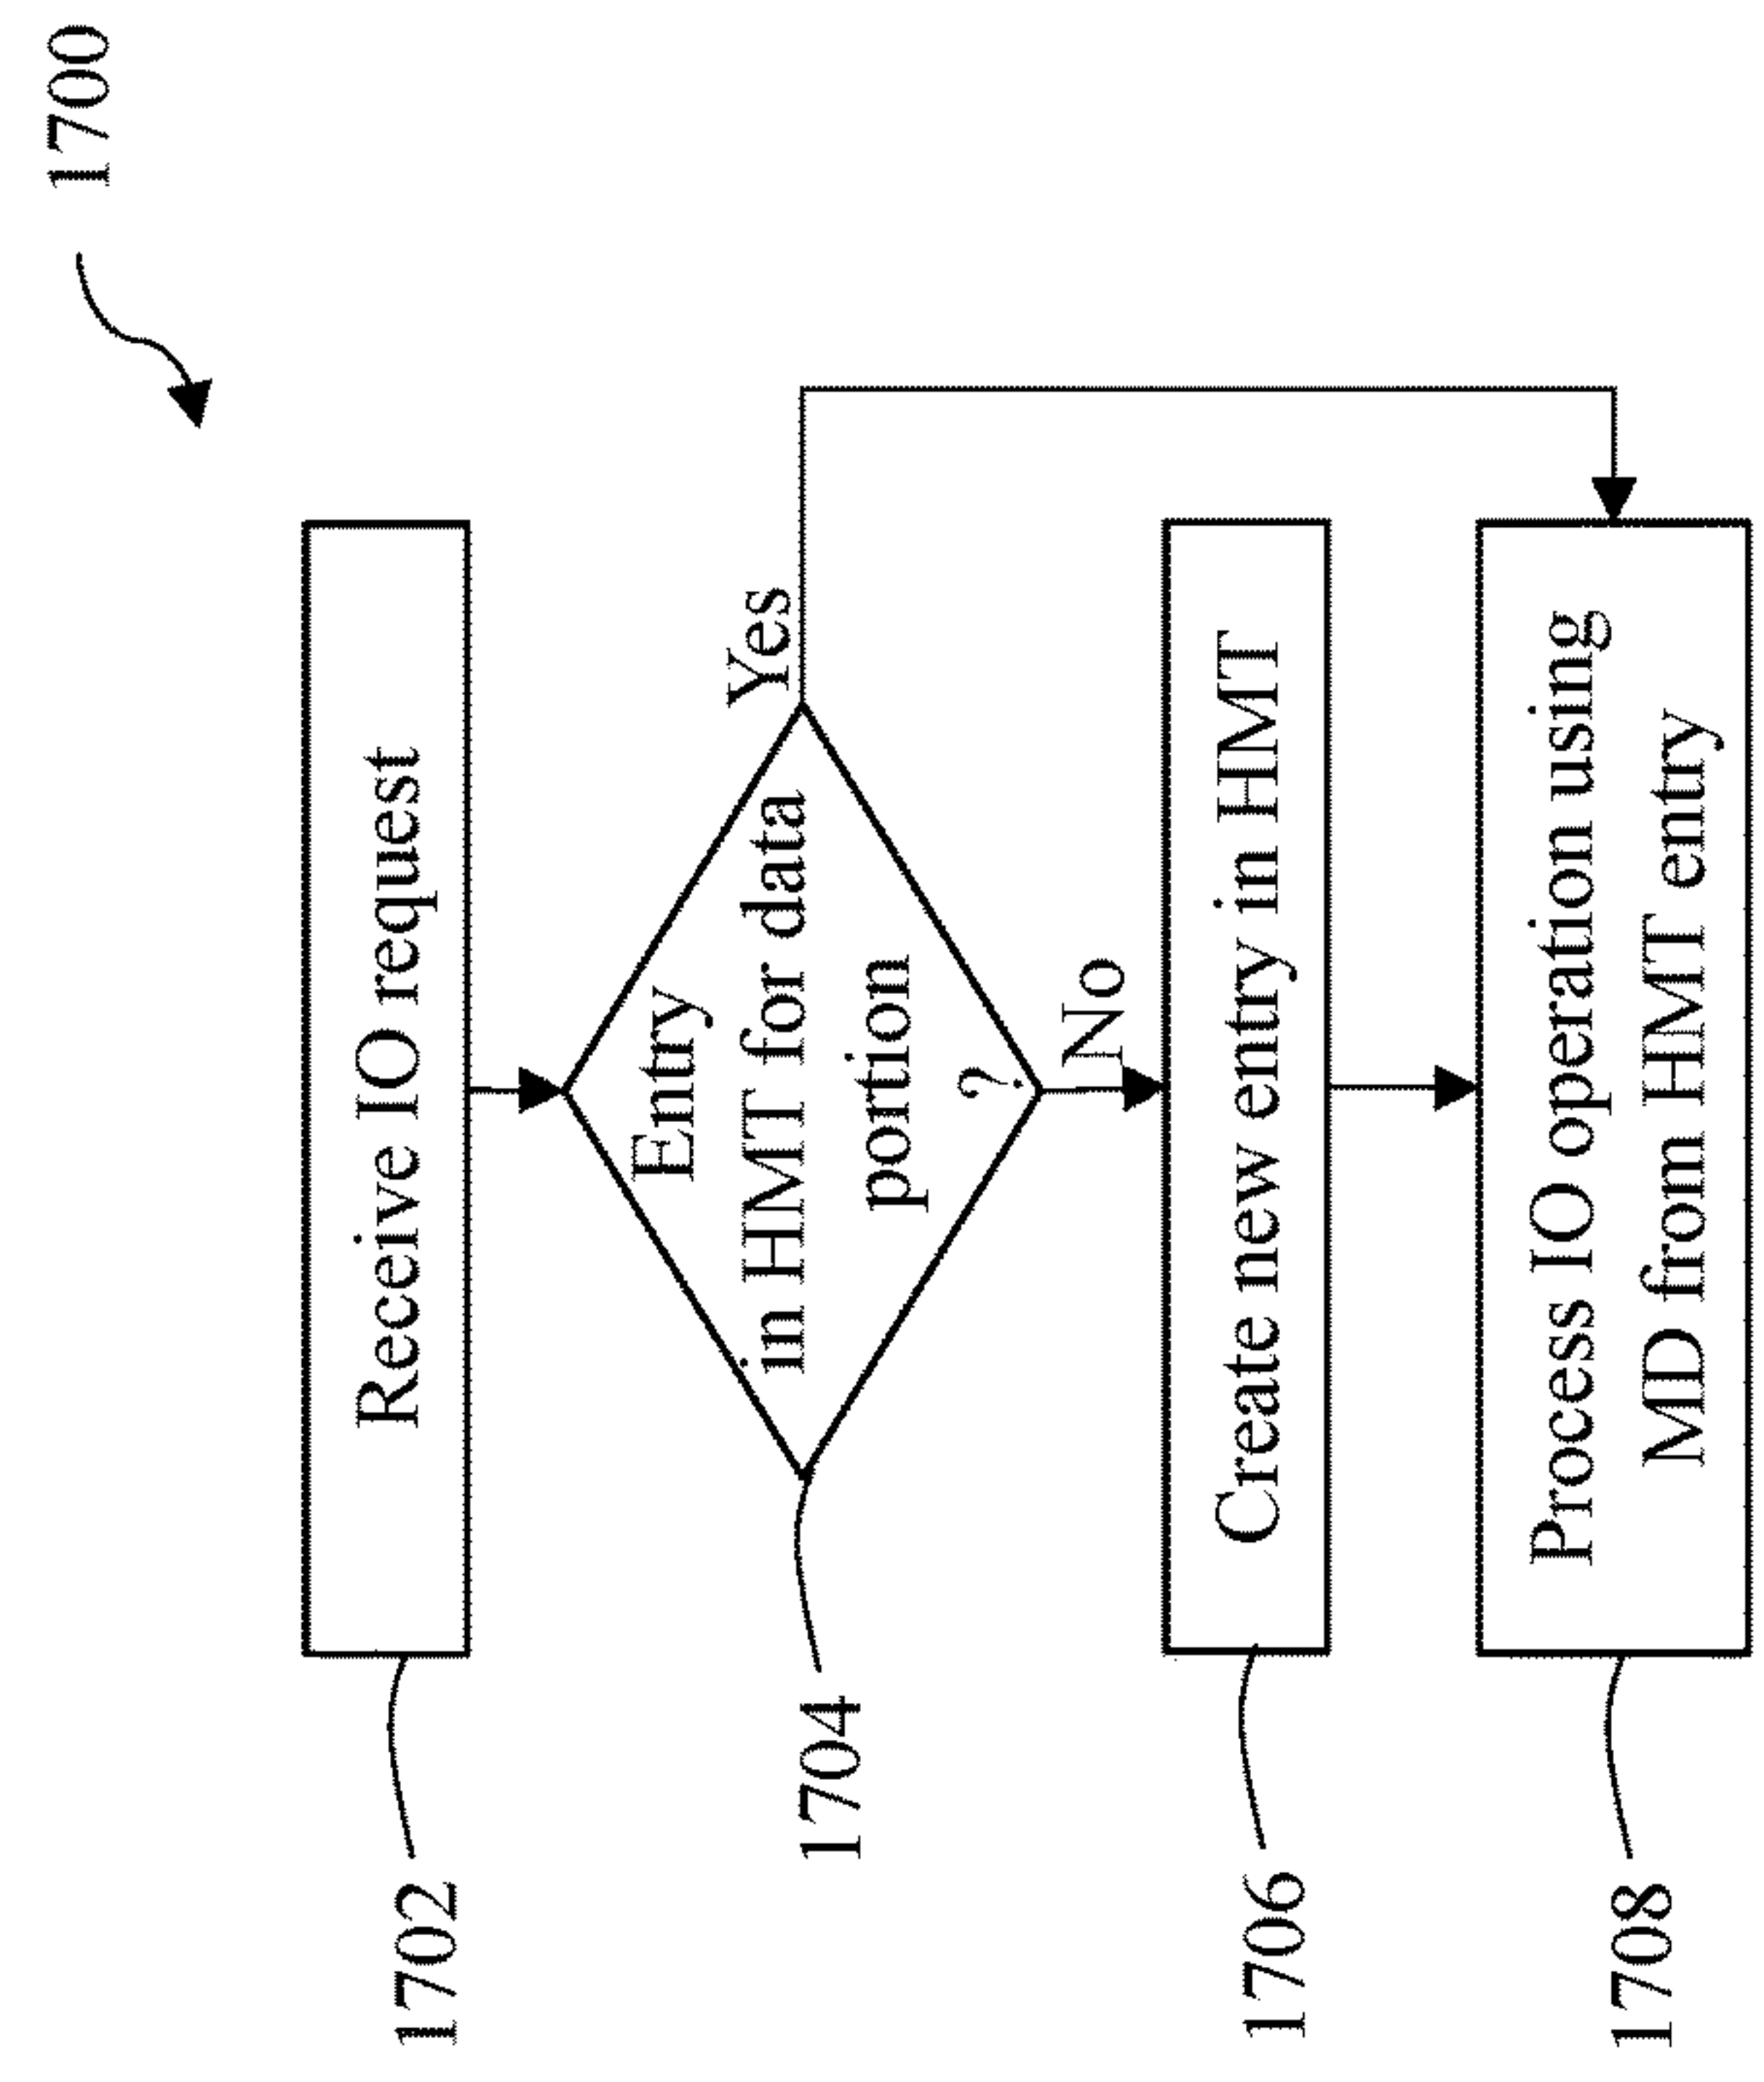 1700
1702
Receive IO request
1704
Entry
in HMT for data
portion
?
Yes
No
1706
Create new entry in HMT
1708
Process IO operation using
MD from HMT entry